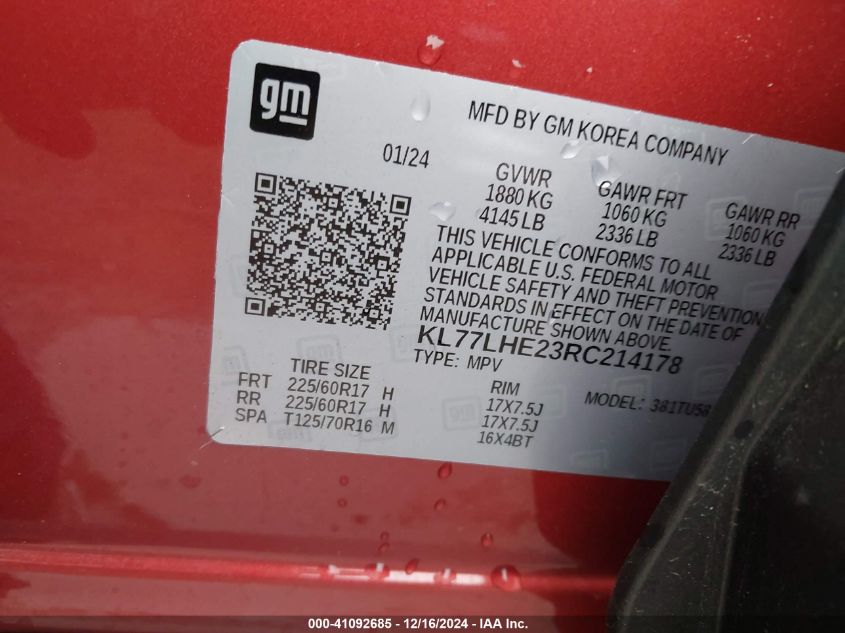 gm
MFD BY GM KOREA COMPANY
01/24
GVWR GAWR FRT GAWR RR
1880 KG 1060 KG 1060 KG
4145 LB 2336 LB 2336 LB
THIS VEHICLE CONFORMS TO ALL
APPLICABLE U.S. FEDERAL MOTOR
VEHICLE SAFETY AND THEFT PREVENTION
STANDARDS IN EFFECT ON THE DATE OF
MANUFACTURE SHOWN ABOVE.
KL77LHE23RC214178
TYPE: MPV
MODEL: 381TU58
TIRE SIZE RIM
FRT 225/60R17 H 17X7.5J
RR 225/60R17 H 17X7.5J
SPA T125/70R16 M 16X4BT
000-41092685 - 12/16/2024 - IAA Inc.